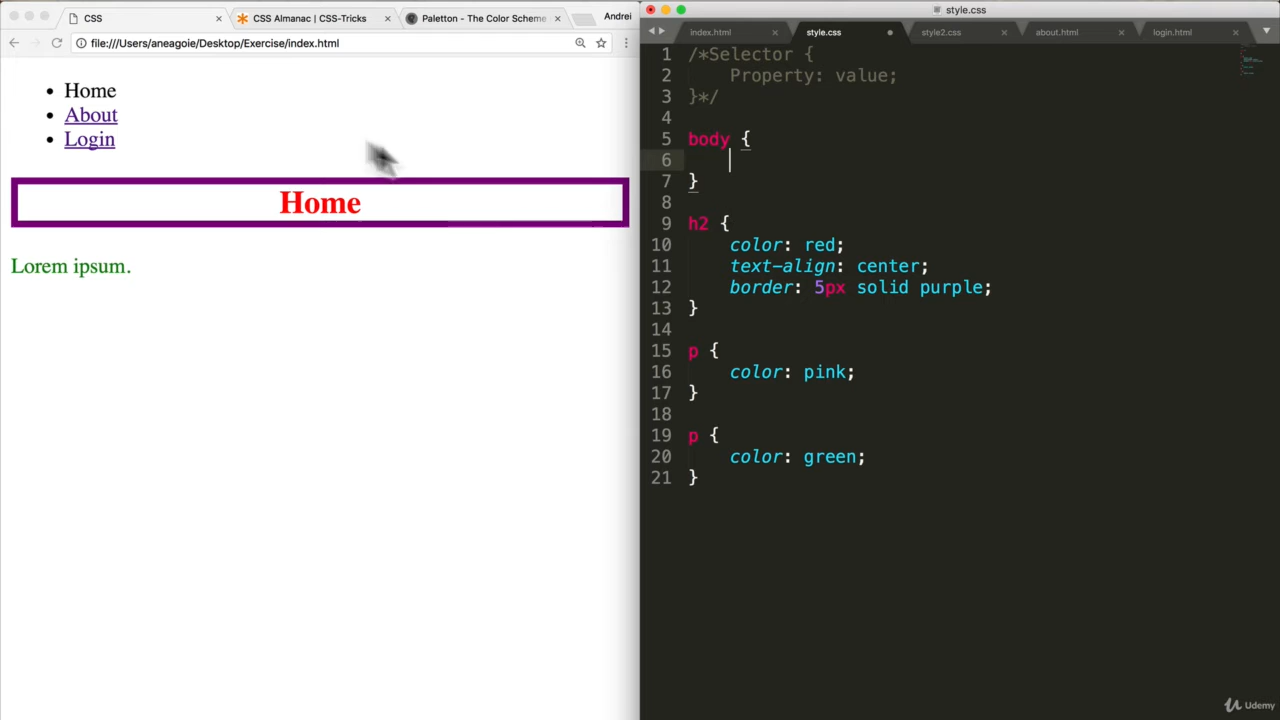 CSS
CSS Almanac | CSS-Tricks
Paletton - The Color Scheme
Andrei
file:///Users/aneagoie/Desktop/Exercise/index.html
Home
About
Login
Home
Lorem ipsum.
style.css
index.html
style.css
style2.css
about.html
login.html
1 /*Selector {
2 Property: value;
3 }*/
4
5 body {
6
7 }
8
9 h2 {
10 color: red;
11 text-align: center;
12 border: 5px solid purple;
13 }
14
15 p {
16 color: pink;
17 }
18
19 p {
20 color: green;
21 }
Udemy